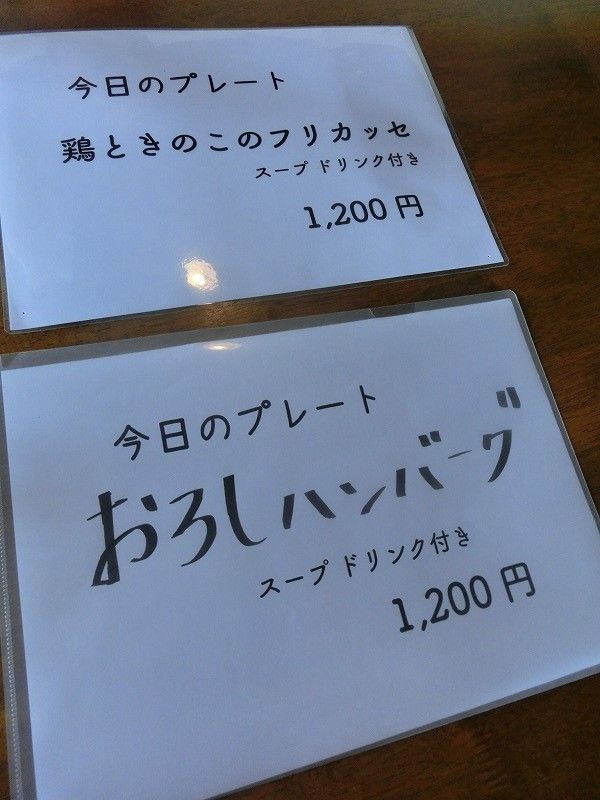 今日のプレート
鶏ときのこのフリカッセ
スープ ドリンク付き
1,200 円
今日のプレート
おろしハンバーグ
スープ ドリンク付き
1,200 円